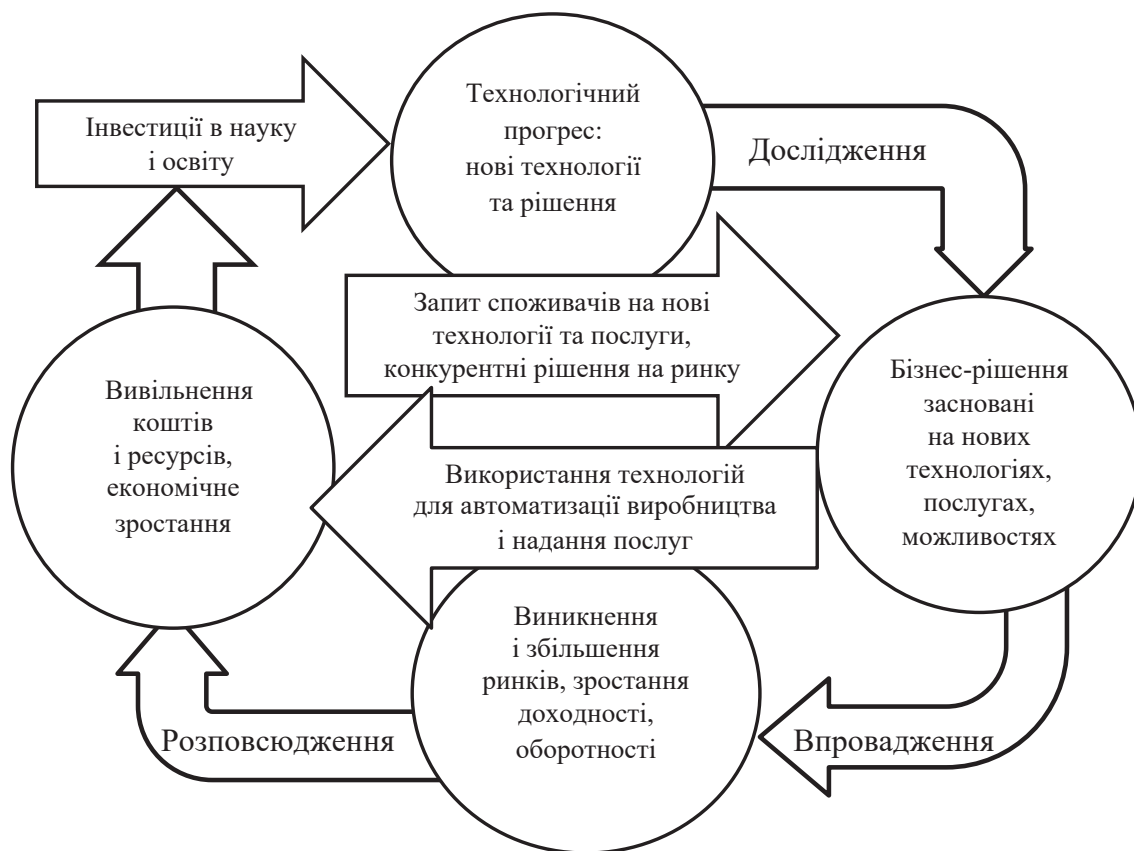 Технологічний
прогрес:
нові технології
та рішення
Інвестиції в науку
і освіту
Дослідження
Запит споживачів на нові
технології та послуги,
конкурентні рішення на ринку
Бізнес-рішення
засновані
на нових
технологіях,
послугах,
можливостях
Вивільнення
коштів
і ресурсів,
економічне
зростання
Використання технологій
для автоматизації виробництва
і надання послуг
Виникнення
і збільшення
ринків, зростання
доходності,
оборотності
Розповсюдження
Впровадження